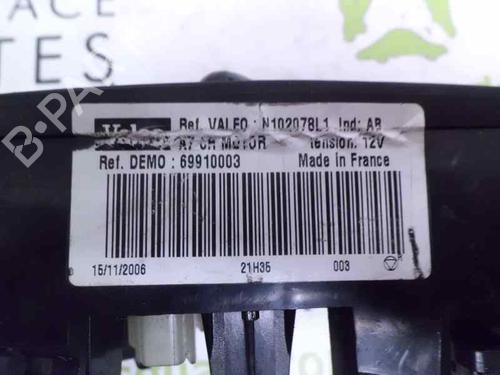 ACE
TES
B-PA
Valeo Ref. VALEO : N102078L1 Ind: AB
A7 CH MOTOR Tension: 12V
Ref. DEMO : 69910003 Made in France
15/11/2006 21H35 003